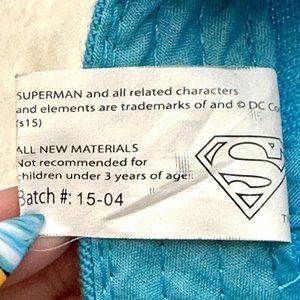 SUPERMAN and all related characters
and elements are trademarks of and © DC Co
(s15)
ALL NEW MATERIALS
Not recommended for
children under 3 years of age
Batch #: 15-04
S